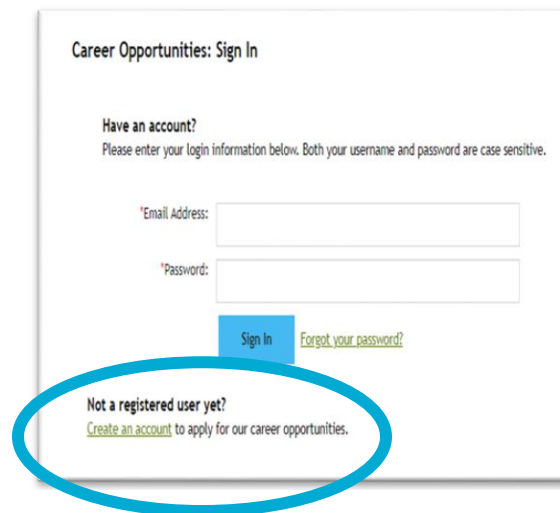 Career Opportunities: Sign In
Have an account?
Please enter your login information below. Both your username and password are case sensitive.
*Email Address:
*Password:
Sign In Forgot your password?
Not a registered user yet?
Create an account to apply for our career opportunities.